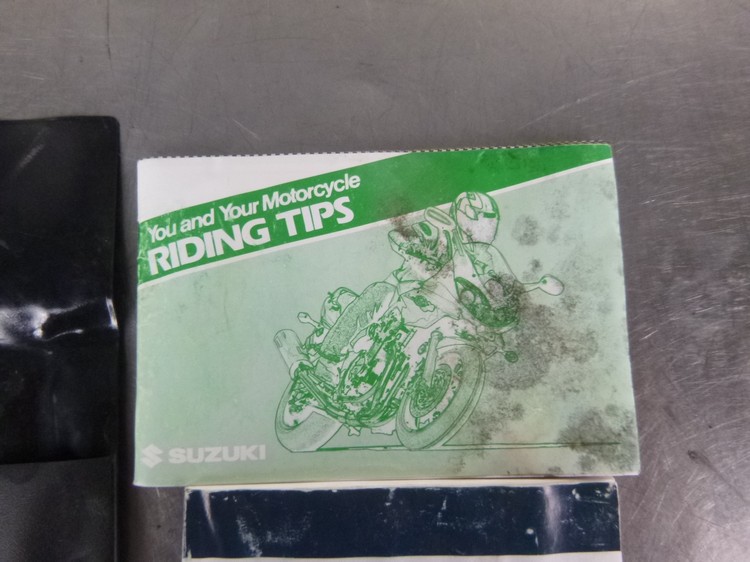 You and Your Motorcycle
RIDING TIPS
SUZUKI